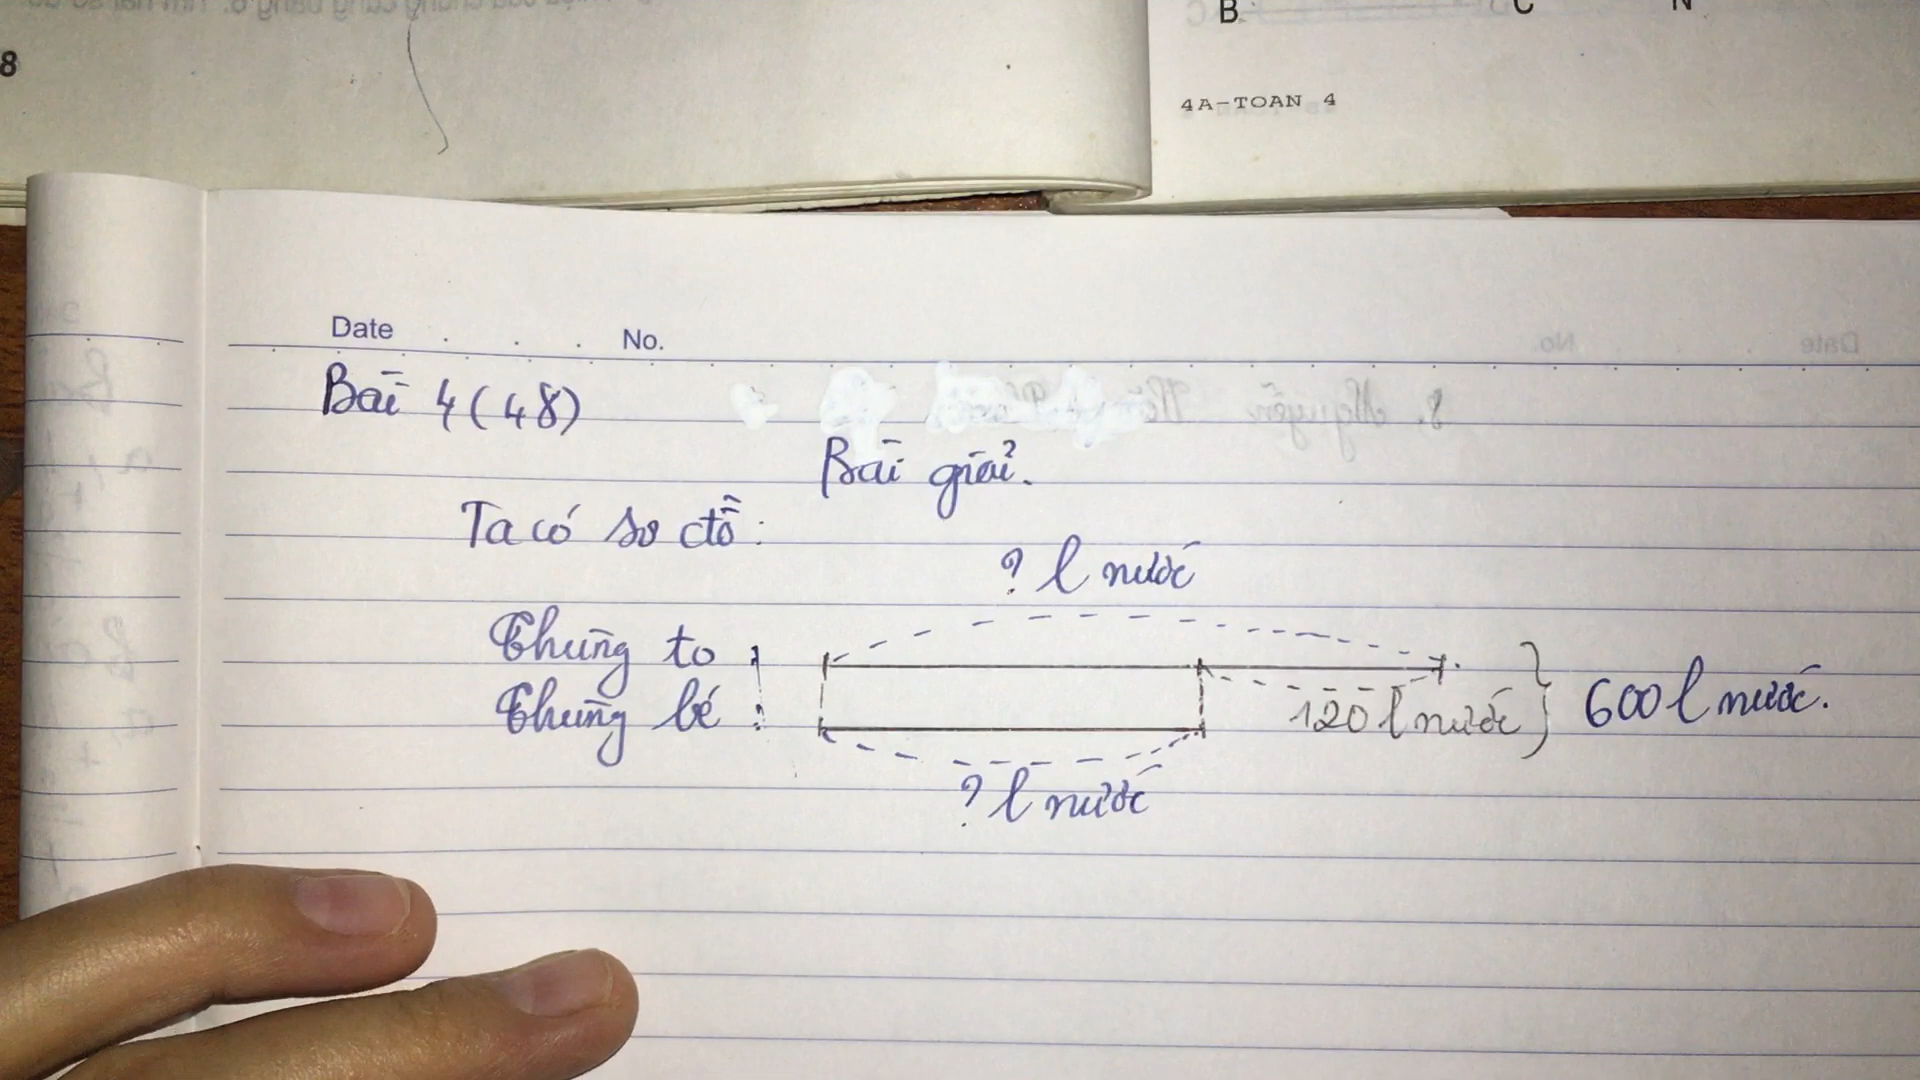 8
B C N
4A-TOAN 4
Date No.
Bài 4 (48)
Bài giải.
Ta có sơ đồ:
? l nước
Thùng to :
Thùng bé :
120 l nước
600 l nước.
? l nước